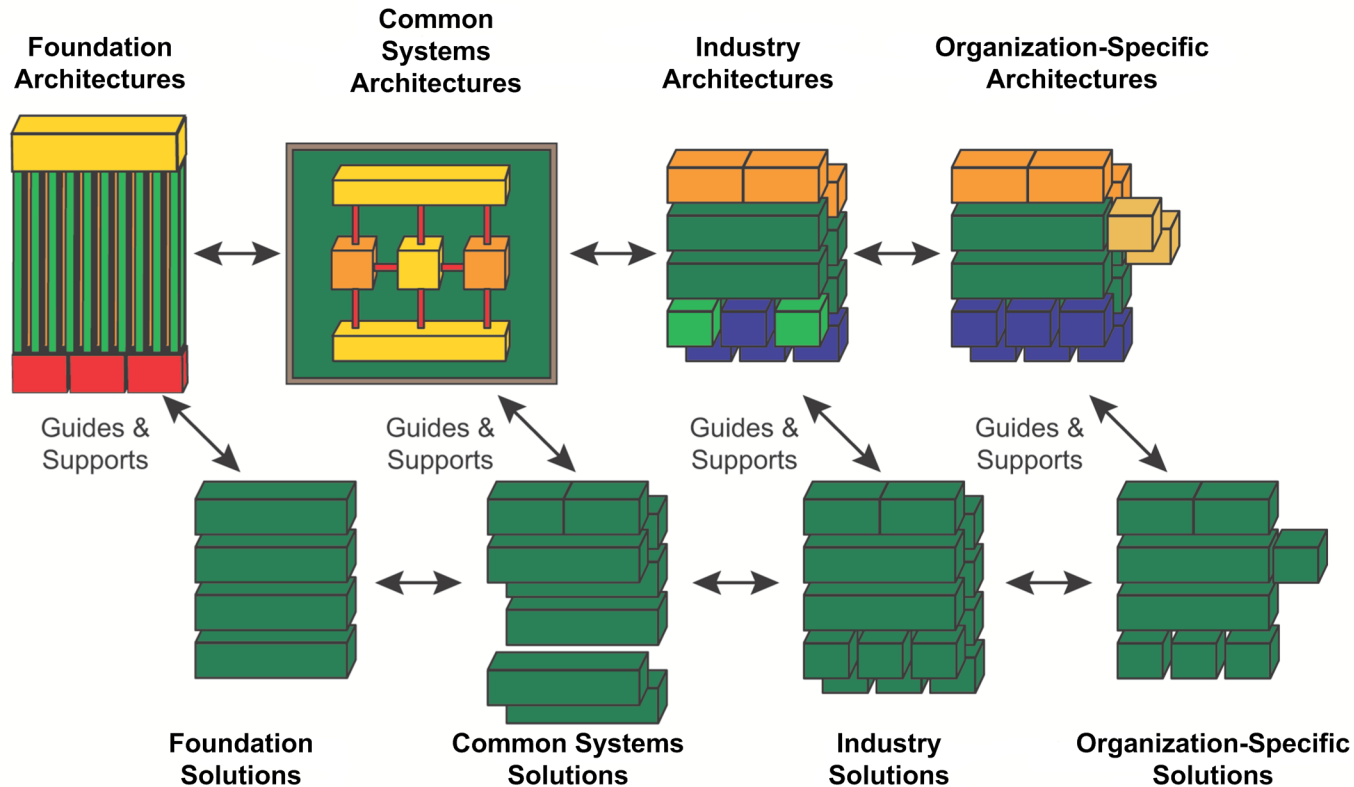 Foundation
Architectures
Common
Systems
Architectures
Industry
Architectures
Organization-Specific
Architectures
Guides &
Supports
Guides &
Supports
Guides &
Supports
Guides &
Supports
Foundation
Solutions
Common Systems
Solutions
Industry
Solutions
Organization-Specific
Solutions